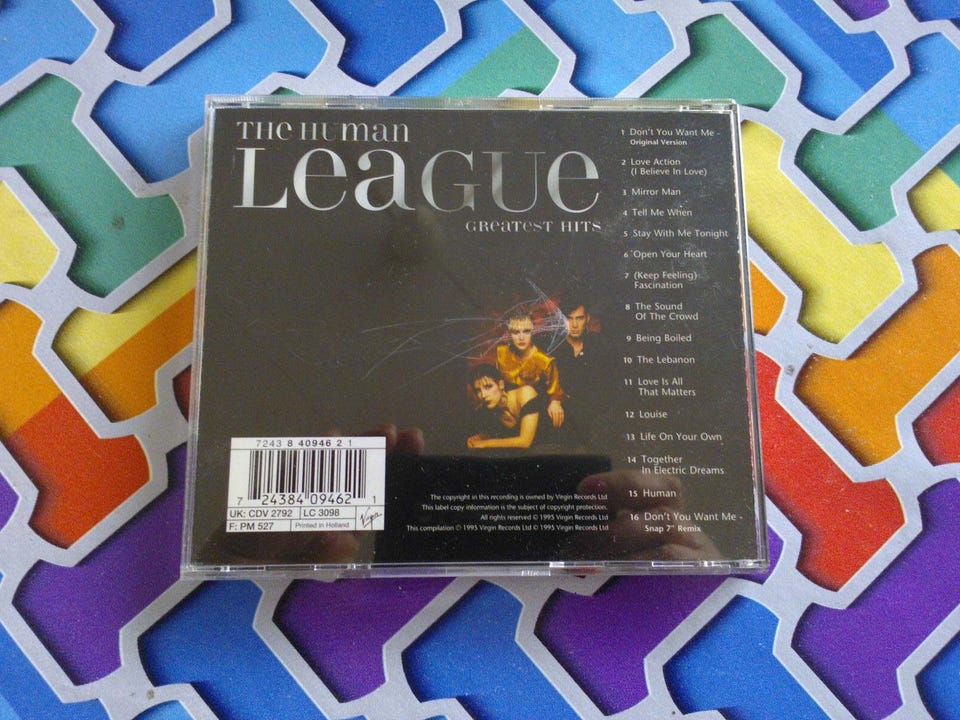 THe HUman
LeaGUe
GReaTesT HITs
1 Don't You Want Me -
Original Version
2 Love Action
(I Believe In Love)
3 Mirror Man
4 Tell Me When
5 Stay With Me Tonight
6 Open Your Heart
7 (Keep Feeling)
Fascination
8 The Sound
Of The Crowd
9 Being Boiled
10 The Lebanon
11 Love Is All
That Matters
12 Louise
13 Life On Your Own
14 Together
In Electric Dreams
15 Human
16 Don't You Want Me -
Snap 7" Remix
7243 8 40946 2 1
7 24384 09462 1
UK: CDV 2792 LC 3098
F: PM 527 Printed in Holland
Virgin
The copyright in this recording is owned by Virgin Records Ltd
This label copy information is the subject of copyright protection.
All rights reserved © 1995 Virgin Records Ltd
This compilation ℗ 1995 Virgin Records Ltd © 1995 Virgin Records Ltd